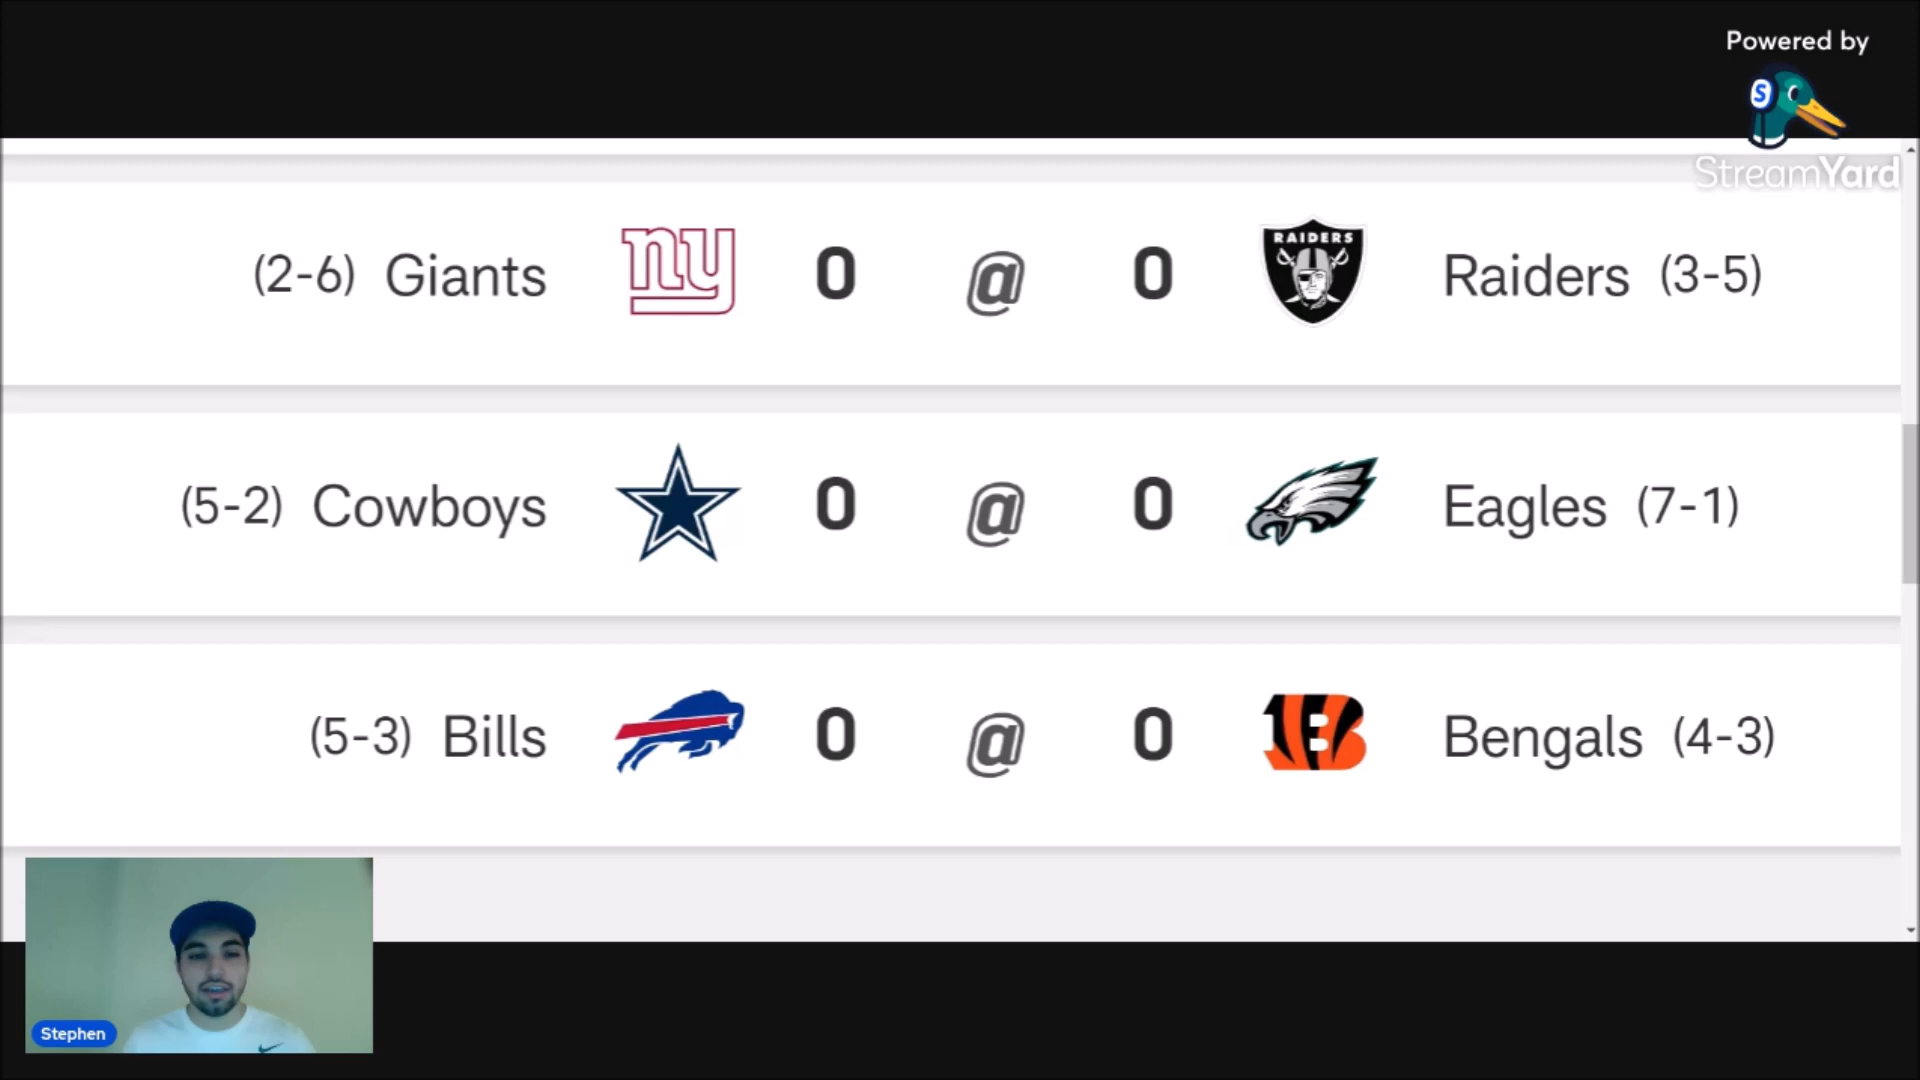 Powered by
S
StreamYard
(2-6) Giants ny 0 @ 0 RAIDERS Raiders (3-5)
(5-2) Cowboys 0 @ 0 Eagles (7-1)
(5-3) Bills 0 @ 0 B Bengals (4-3)
Stephen